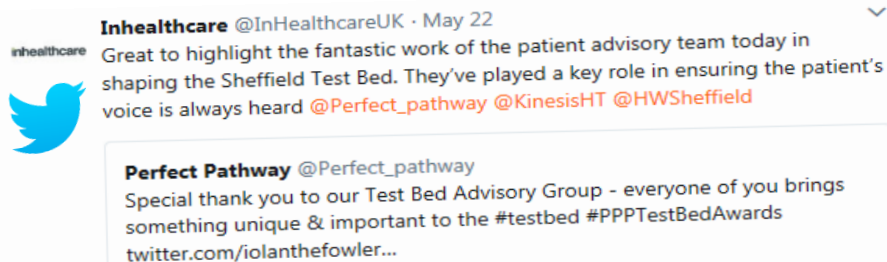 Inhealthcare @InHealthcareUK · May 22
inhealthcare
Great to highlight the fantastic work of the patient advisory team today in
shaping the Sheffield Test Bed. They've played a key role in ensuring the patient's
voice is always heard @Perfect_pathway @KinesisHT @HWSheffield
Perfect Pathway @Perfect_pathway
Special thank you to our Test Bed Advisory Group - everyone of you brings
something unique & important to the #testbed #PPPTestBedAwards
twitter.com/iolanthefowler...